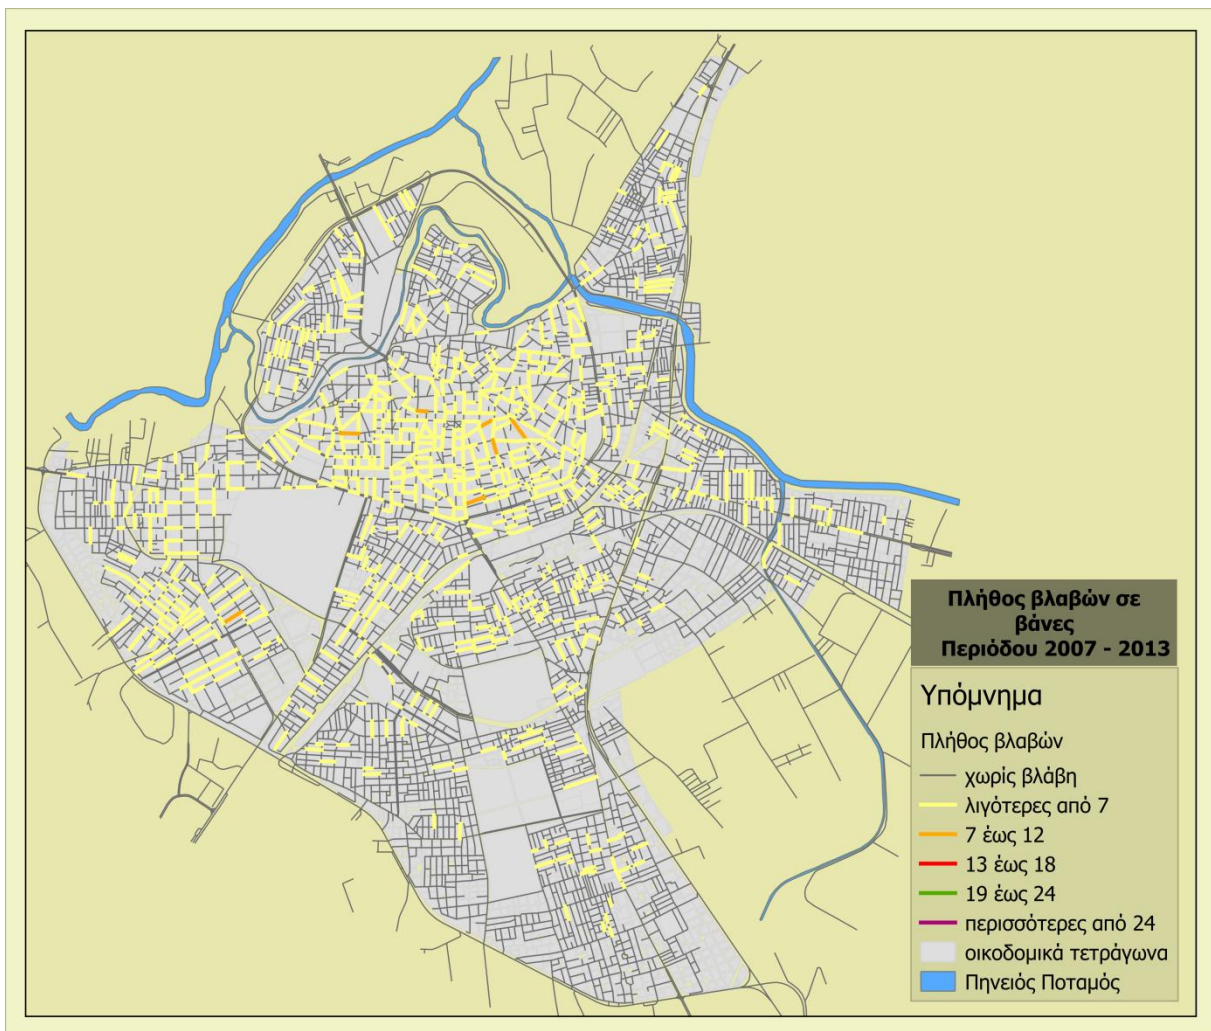 Πλήθος βλαβών σε
βάνες
Περιόδου 2007 - 2013
Υπόμνημα
Πλήθος βλαβών
χωρίς βλάβη
λιγότερες από 7
7 έως 12
13 έως 18
19 έως 24
περισσότερες από 24
οικοδομικά τετράγωνα
Πηνειός Ποταμός